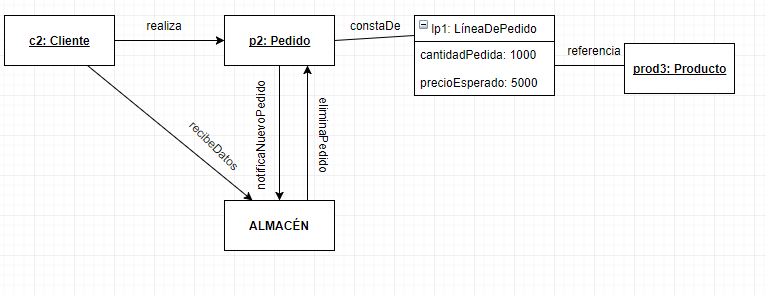 realiza
constaDe
c2: Cliente
p2: Pedido
lp1: LíneaDePedido
cantidadPedida: 1000
precioEsperado: 5000
referencia
prod3: Producto
recibeDatos
notificaNuevoPedido
eliminaPedido
ALMACÉN